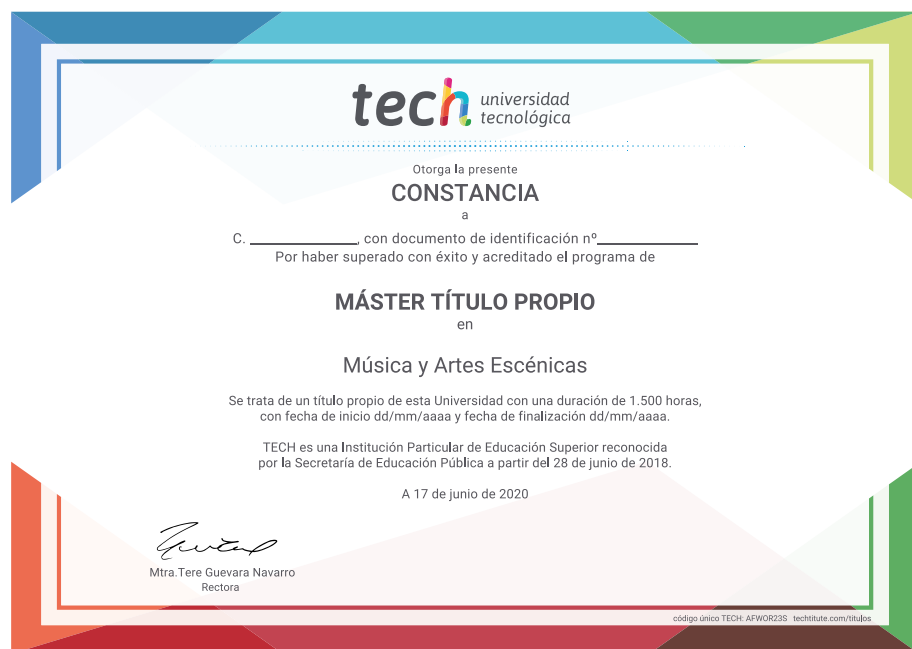 tech universidad
tecnológica
Otorga la presente
CONSTANCIA
a
C. ______________, con documento de identificación nº_____________
Por haber superado con éxito y acreditado el programa de
MÁSTER TÍTULO PROPIO
en
Música y Artes Escénicas
Se trata de un título propio de esta Universidad con una duración de 1.500 horas,
con fecha de inicio dd/mm/aaaa y fecha de finalización dd/mm/aaaa.
TECH es una Institución Particular de Educación Superior reconocida
por la Secretaría de Educación Pública a partir del 28 de junio de 2018.
A 17 de junio de 2020
Mtra.Tere Guevara Navarro
Rectora
código único TECH: AFWOR23S techtitute.com/titulos